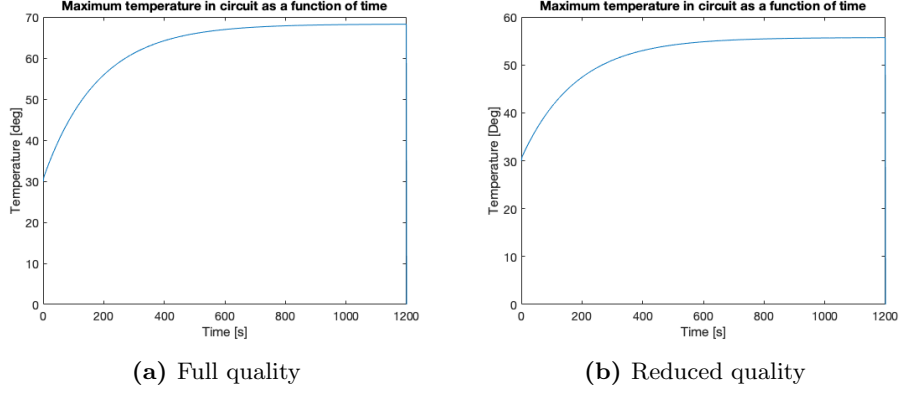 Maximum temperature in circuit as a function of time
70
60
50
40
30
20
10
0
Temperature [deg]
0 200 400 600 800 1000 1200
Time [s]
(a) Full quality
Maximum temperature in circuit as a function of time
60
50
40
30
20
10
0
Temperature [Deg]
0 200 400 600 800 1000 1200
Time [s]
(b) Reduced quality